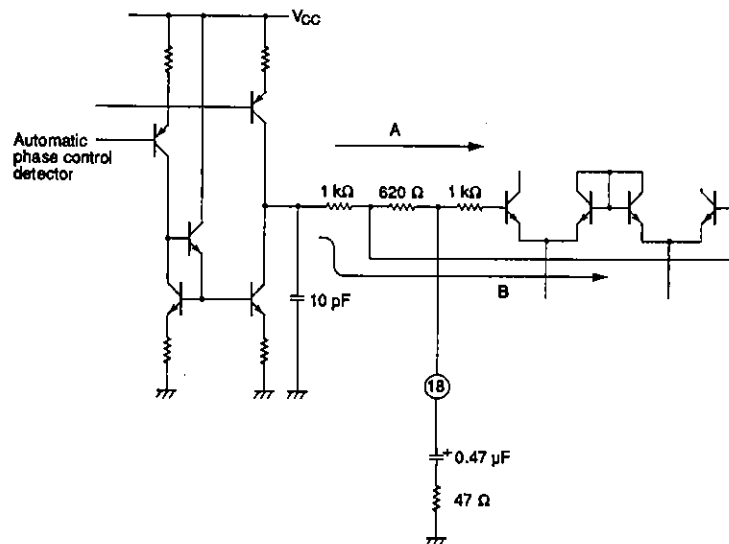 VCC
Automatic
phase control
detector
A
1 kΩ
620 Ω
1 kΩ
10 pF
B
18
+
0.47 µF
47 Ω